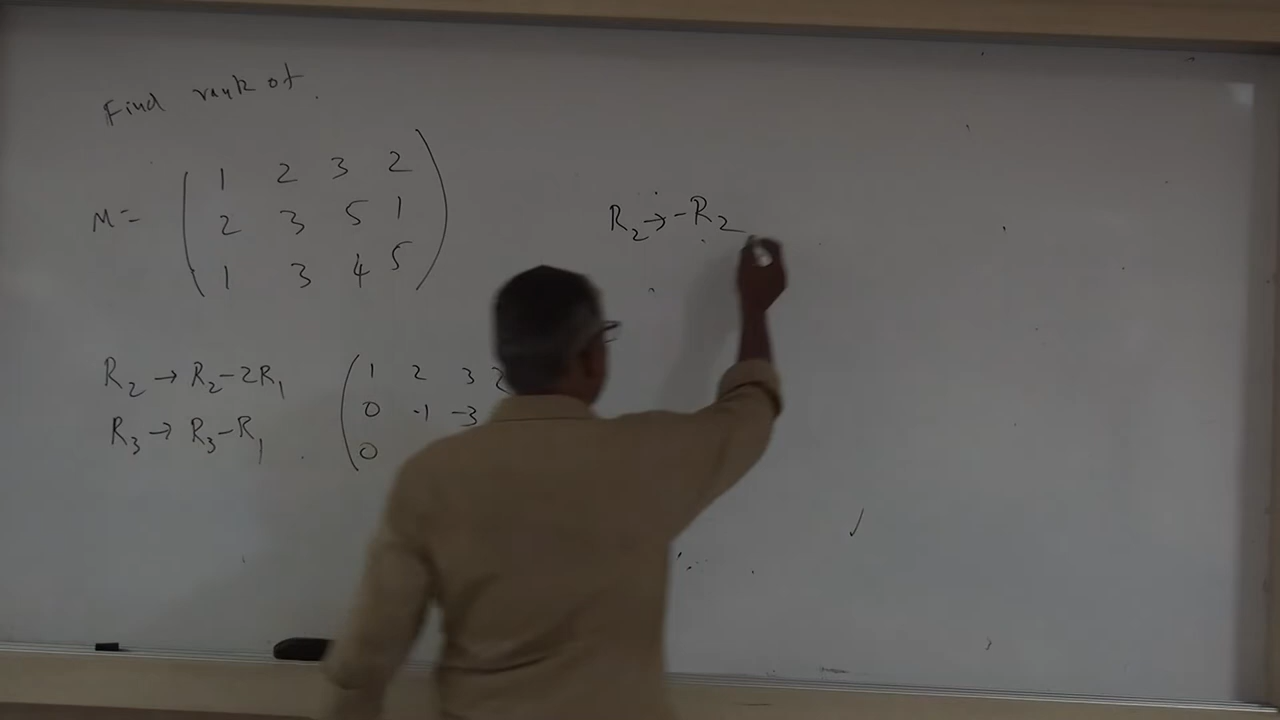 Find rank of
M = ( 1 2 3 2
2 3 5 1
1 3 4 5 )
R₂ → R₂ - 2R₁
R₃ → R₃ - R₁
( 1 2 3 2
0 -1 -3
0
R₂ → -R₂